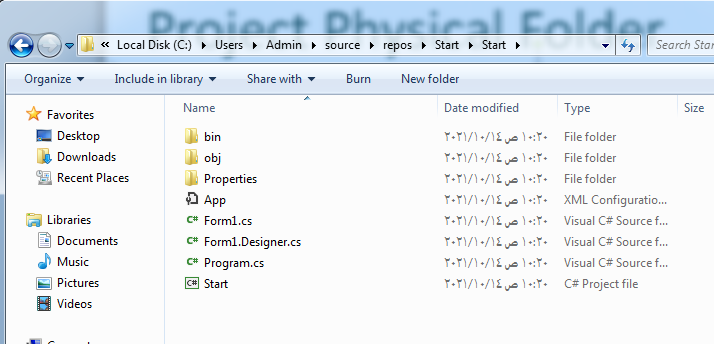 Project Physical Folder
Local Disk (C:) Users Admin source repos Start Start Search Star
Organize Include in library Share with Burn New folder
Favorites
Desktop
Downloads
Recent Places
Libraries
Documents
Music
Pictures
Videos
Name Date modified Type Size
bin ٢٠٢١/١٠/١٤ ص ١٠:٢٠ File folder
obj ٢٠٢١/١٠/١٤ ص ١٠:٢٠ File folder
Properties ٢٠٢١/١٠/١٤ ص ١٠:٢٠ File folder
App ٢٠٢١/١٠/١٤ ص ١٠:٢٠ XML Configuratio...
Form1.cs ٢٠٢١/١٠/١٤ ص ١٠:٢٠ Visual C# Source f...
Form1.Designer.cs ٢٠٢١/١٠/١٤ ص ١٠:٢٠ Visual C# Source f...
Program.cs ٢٠٢١/١٠/١٤ ص ١٠:٢٠ Visual C# Source f...
Start ٢٠٢١/١٠/١٤ ص ١٠:٢٠ C# Project file